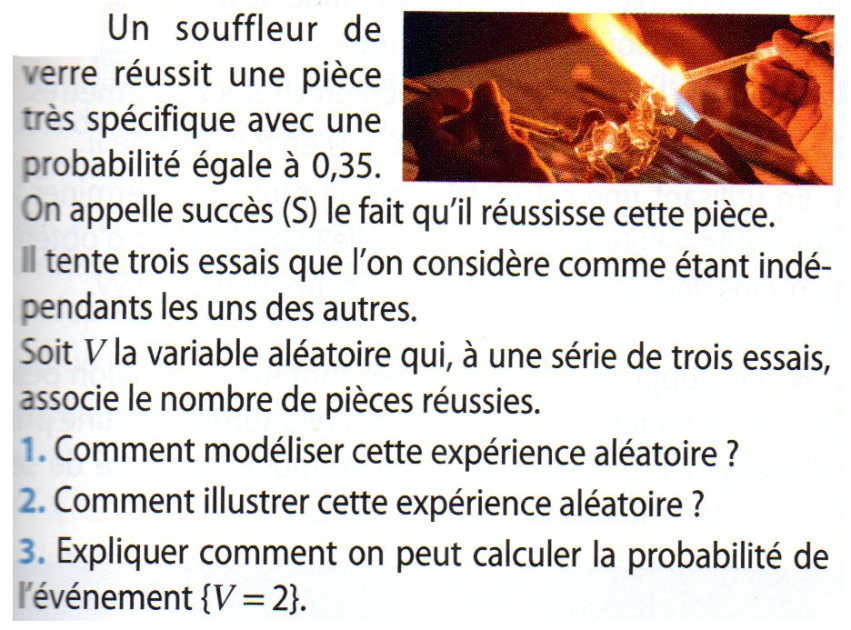 Un souffleur de
verre réussit une pièce
très spécifique avec une
probabilité égale à 0,35.
On appelle succès (S) le fait qu'il réussisse cette pièce.
Il tente trois essais que l'on considère comme étant indé-
pendants les uns des autres.
Soit V la variable aléatoire qui, à une série de trois essais,
associe le nombre de pièces réussies.
1. Comment modéliser cette expérience aléatoire ?
2. Comment illustrer cette expérience aléatoire ?
3. Expliquer comment on peut calculer la probabilité de
l'événement {V = 2}.